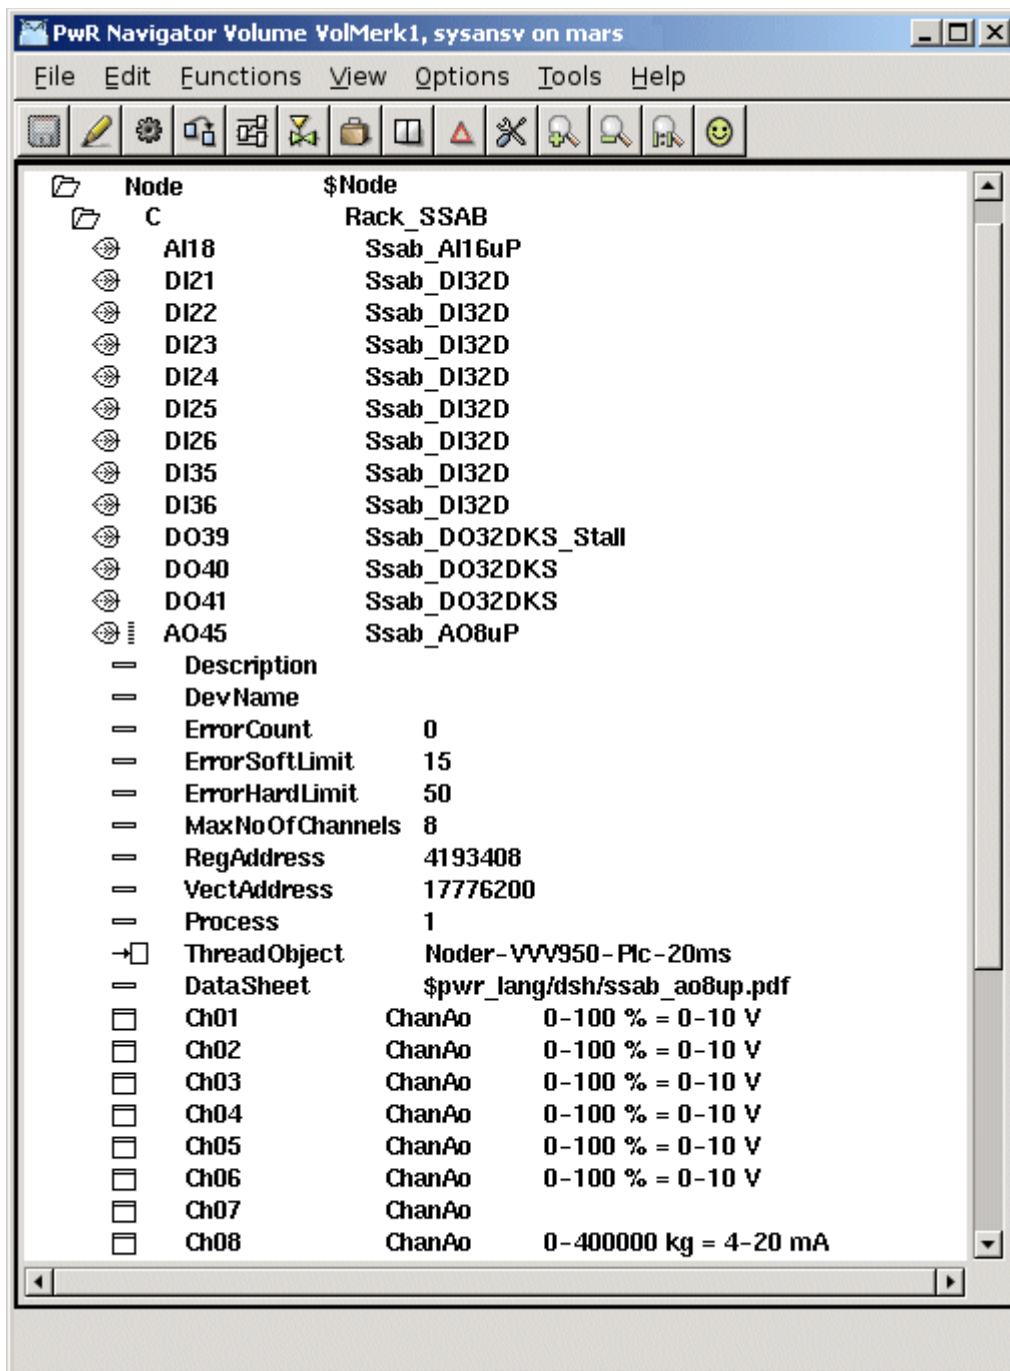 PwR Navigator Volume VolMerk1, sysansv on mars
File Edit Functions View Options Tools Help
Node $Node
C Rack_SSAB
AI18 Ssab_AI16uP
DI21 Ssab_DI32D
DI22 Ssab_DI32D
DI23 Ssab_DI32D
DI24 Ssab_DI32D
DI25 Ssab_DI32D
DI26 Ssab_DI32D
DI35 Ssab_DI32D
DI36 Ssab_DI32D
DO39 Ssab_DO32DKS_Stall
DO40 Ssab_DO32DKS
DO41 Ssab_DO32DKS
AO45 Ssab_AO8uP
Description
DevName
ErrorCount 0
ErrorSoftLimit 15
ErrorHardLimit 50
MaxNoOfChannels 8
RegAddress 4193408
VectAddress 17776200
Process 1
ThreadObject Noder-VVV950-Plc-20ms
DataSheet $pwr_lang/dsh/ssab_ao8up.pdf
Ch01 ChanAo 0-100 % = 0-10 V
Ch02 ChanAo 0-100 % = 0-10 V
Ch03 ChanAo 0-100 % = 0-10 V
Ch04 ChanAo 0-100 % = 0-10 V
Ch05 ChanAo 0-100 % = 0-10 V
Ch06 ChanAo 0-100 % = 0-10 V
Ch07 ChanAo
Ch08 ChanAo 0-400000 kg = 4-20 mA